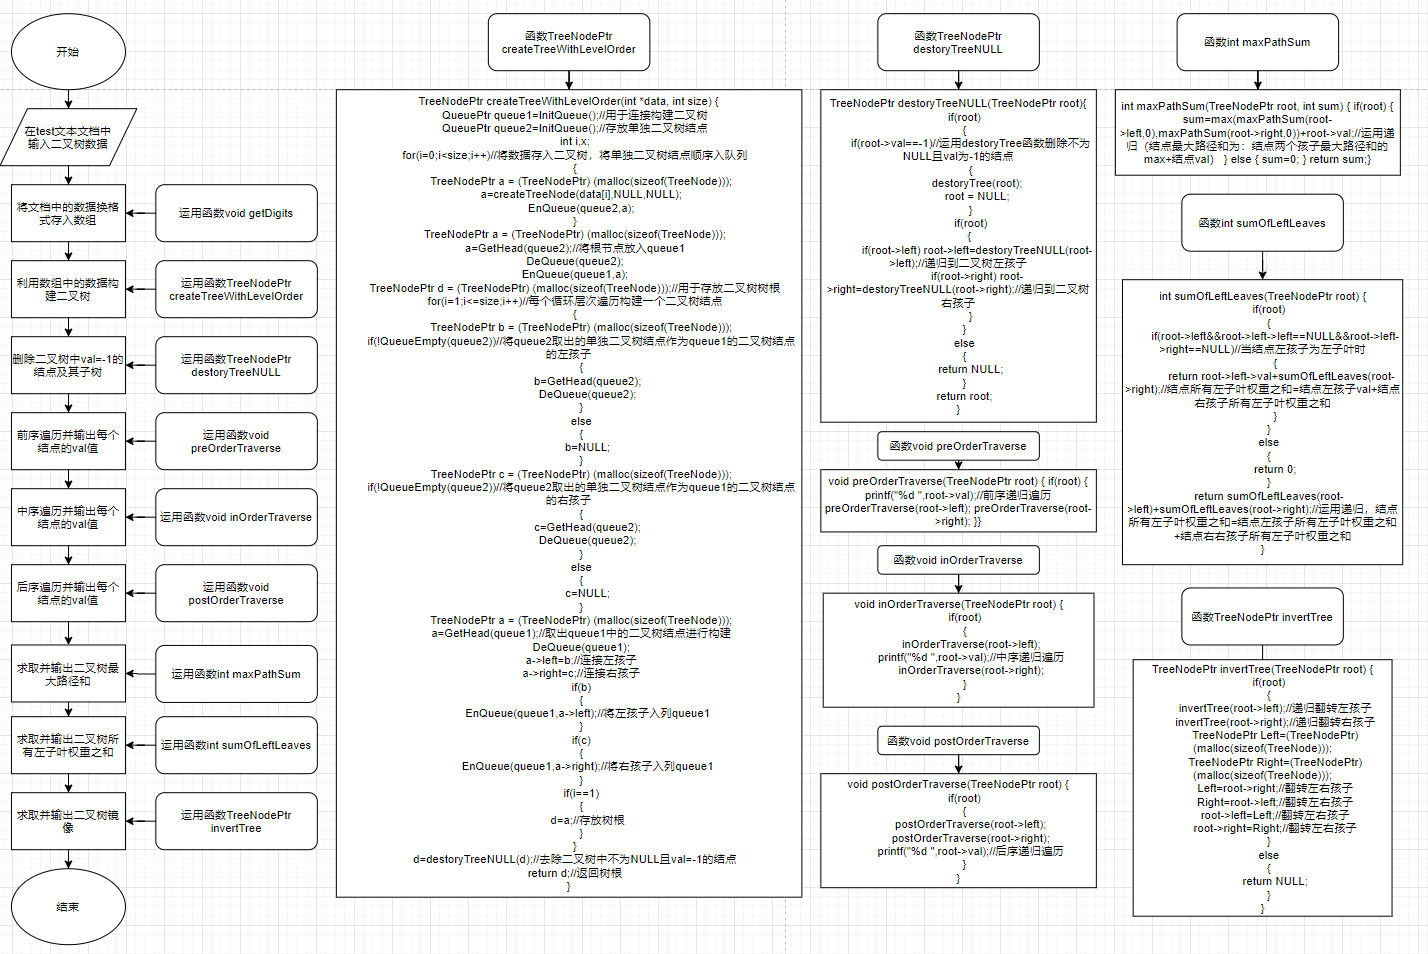 开始
在test文本文档中
输入二叉树数据
将文档中的数据换格
式存入数组
运用函数void getDigits
利用数组中的数据构
建二叉树
运用函数TreeNodePtr
createTreeWithLevelOrder
删除二叉树中val=-1的
结点及其子树
运用函数TreeNodePtr
destoryTreeNULL
前序遍历并输出每个
结点的val值
运用函数void
preOrderTraverse
中序遍历并输出每个
结点的val值
运用函数void inOrderTraverse
后序遍历并输出每个
结点的val值
运用函数void
postOrderTraverse
求取并输出二叉树最
大路径和
运用函数int maxPathSum
求取并输出二叉树所
有左子叶权重之和
运用函数int sumOfLeftLeaves
求取并输出二叉树镜
像
运用函数TreeNodePtr
invertTree
结束
函数TreeNodePtr
createTreeWithLevelOrder
TreeNodePtr createTreeWithLevelOrder(int *data, int size) {
QueuePtr queue1=InitQueue();//用于连接构建二叉树
QueuePtr queue2=InitQueue();//存放单独二叉树结点
int i,x;
for(i=0;i<size;i++)//将数据存入二叉树，将单独二叉树结点顺序入队列
{
TreeNodePtr a = (TreeNodePtr) (malloc(sizeof(TreeNode)));
a=createTreeNode(data[i],NULL,NULL);
EnQueue(queue2,a);
}
TreeNodePtr a = (TreeNodePtr) (malloc(sizeof(TreeNode)));
a=GetHead(queue2);//将根节点放入queue1
DeQueue(queue2);
EnQueue(queue1,a);
TreeNodePtr d = (TreeNodePtr) (malloc(sizeof(TreeNode)));//用于存放二叉树树根
for(i=1;i<=size;i++)//每个循环层次遍历构建一个二叉树结点
{
TreeNodePtr b = (TreeNodePtr) (malloc(sizeof(TreeNode)));
if(!QueueEmpty(queue2))//将queue2取出的单独二叉树结点作为queue1的二叉树结点
的左孩子
{
b=GetHead(queue2);
DeQueue(queue2);
}
else
{
b=NULL;
}
TreeNodePtr c = (TreeNodePtr) (malloc(sizeof(TreeNode)));
if(!QueueEmpty(queue2))//将queue2取出的单独二叉树结点作为queue1的二叉树结点
的右孩子
{
c=GetHead(queue2);
DeQueue(queue2);
}
else
{
c=NULL;
}
TreeNodePtr a = (TreeNodePtr) (malloc(sizeof(TreeNode)));
a=GetHead(queue1);//取出queue1中的二叉树结点进行构建
DeQueue(queue1);
a->left=b;//连接左孩子
a->right=c;//连接右孩子
if(b)
{
EnQueue(queue1,a->left);//将左孩子入列queue1
}
if(c)
{
EnQueue(queue1,a->right);//将右孩子入列queue1
}
if(i==1)
{
d=a;//存放树根
}
}
d=destoryTreeNULL(d);//去除二叉树中不为NULL且val=-1的结点
return d;//返回树根
}
函数TreeNodePtr
destoryTreeNULL
TreeNodePtr destoryTreeNULL(TreeNodePtr root){
if(root)
{
if(root->val==-1)//运用destoryTree函数删除不为
NULL且val为-1的结点
{
destoryTree(root);
root = NULL;
}
if(root)
{
if(root->left) root->left=destoryTreeNULL(root-
>left);//递归到二叉树左孩子
if(root->right) root-
>right=destoryTreeNULL(root->right);//递归到二叉树
右孩子
}
}
else
{
return NULL;
}
return root;
}
函数void preOrderTraverse
void preOrderTraverse(TreeNodePtr root) { if(root) {
printf("%d ",root->val);//前序递归遍历
preOrderTraverse(root->left); preOrderTraverse(root-
>right); }}
函数void inOrderTraverse
void inOrderTraverse(TreeNodePtr root) {
if(root)
{
inOrderTraverse(root->left);
printf("%d ",root->val);//中序递归遍历
inOrderTraverse(root->right);
}
}
函数void postOrderTraverse
void postOrderTraverse(TreeNodePtr root) {
if(root)
{
postOrderTraverse(root->left);
postOrderTraverse(root->right);
printf("%d ",root->val);//后序递归遍历
}
}
函数int maxPathSum
int maxPathSum(TreeNodePtr root, int sum) { if(root) {
sum=max(maxPathSum(root-
>left,0),maxPathSum(root->right,0))+root->val;//运用递
归（结点最大路径和为：结点两个孩子最大路径和的
max+结点val） } else { sum=0; } return sum;}
函数int sumOfLeftLeaves
int sumOfLeftLeaves(TreeNodePtr root) {
if(root)
{
if(root->left&&root->left->left==NULL&&root->left-
>right==NULL)//当结点左孩子为左子叶时
{
return root->left->val+sumOfLeftLeaves(root-
>right);//结点所有左子叶权重之和=结点左孩子val+结点
右孩子所有左子叶权重之和
}
}
else
{
return 0;
}
return sumOfLeftLeaves(root-
>left)+sumOfLeftLeaves(root->right);//运用递归，结点
所有左子叶权重之和=结点左孩子所有左子叶权重之和
+结点右右孩子所有左子叶权重之和
}
函数TreeNodePtr invertTree
TreeNodePtr invertTree(TreeNodePtr root) {
if(root)
{
invertTree(root->left);//递归翻转左孩子
invertTree(root->right);//递归翻转右孩子
TreeNodePtr Left=(TreeNodePtr)
(malloc(sizeof(TreeNode)));
TreeNodePtr Right=(TreeNodePtr)
(malloc(sizeof(TreeNode)));
Left=root->right;//翻转左右孩子
Right=root->left;//翻转左右孩子
root->left=Left;//翻转左右孩子
root->right=Right;//翻转左右孩子
}
else
{
return NULL;
}
}